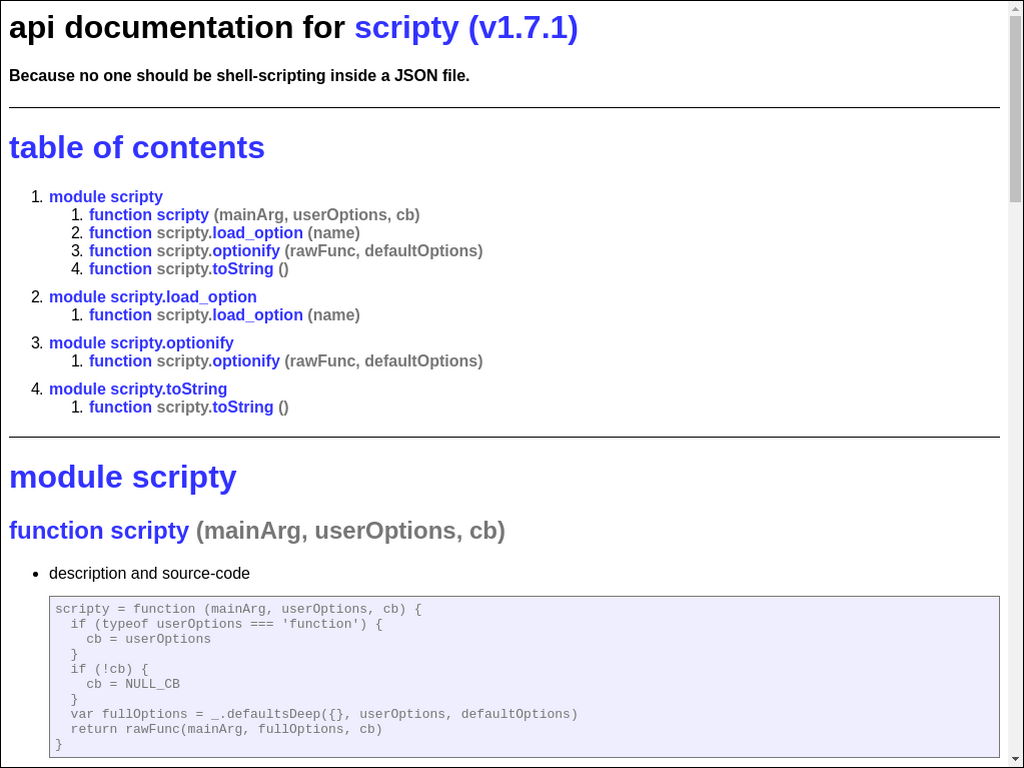 api documentation for scripty (v1.7.1)
Because no one should be shell-scripting inside a JSON file.
table of contents
1. module scripty
1. function scripty (mainArg, userOptions, cb)
2. function scripty.load_option (name)
3. function scripty.optionify (rawFunc, defaultOptions)
4. function scripty.toString ()
2. module scripty.load_option
1. function scripty.load_option (name)
3. module scripty.optionify
1. function scripty.optionify (rawFunc, defaultOptions)
4. module scripty.toString
1. function scripty.toString ()
module scripty
function scripty (mainArg, userOptions, cb)
• description and source-code
scripty = function (mainArg, userOptions, cb) {
  if (typeof userOptions === 'function') {
    cb = userOptions
  }
  if (!cb) {
    cb = NULL_CB
  }
  var fullOptions = _.defaultsDeep({}, userOptions, defaultOptions)
  return rawFunc(mainArg, fullOptions, cb)
}